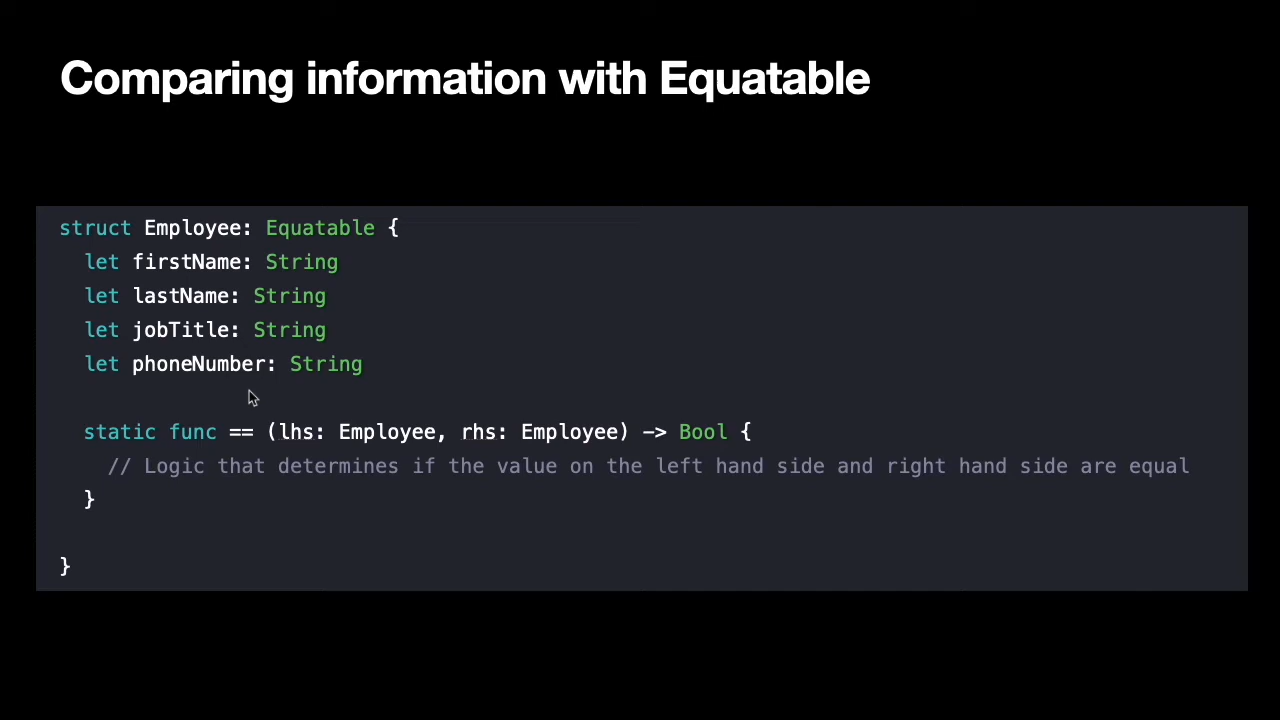 Comparing information with Equatable
struct Employee: Equatable {
let firstName: String
let lastName: String
let jobTitle: String
let phoneNumber: String
static func == (lhs: Employee, rhs: Employee) -> Bool {
// Logic that determines if the value on the left hand side and right hand side are equal
}
}